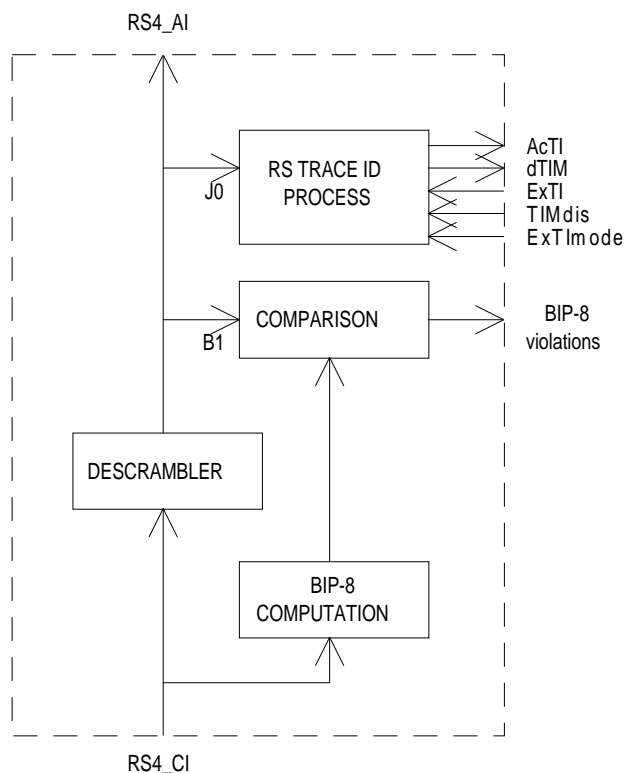 RS4_AI
RS TRACE ID
PROCESS
J0
AcTI
dTIM
ExTI
TIMdis
ExTImode
COMPARISON
B1
BIP-8
violations
DESCRAMBLER
BIP-8
COMPUTATION
RS4_CI